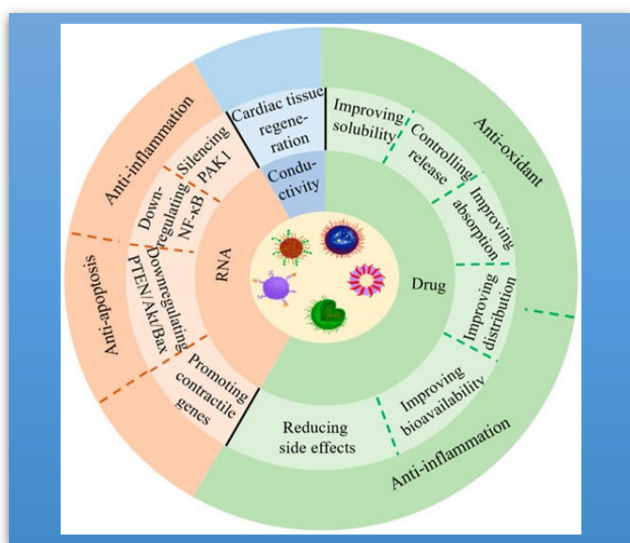 Anti-inflammation
Anti-oxidant
Cardiac tissue
regene-
ration
Improving
solubility
Controlling
release
Silencing
PAK1
Condu-
ctivity
Improving
absorption
Down-
regulating
NF-κB
RNA
Drug
Improving
distribution
Anti-apoptosis
Downregulating
PTEN/Akt/Bax
Promoting
contractile
genes
Reducing
side effects
Improving
bioavailability
Anti-inflammation